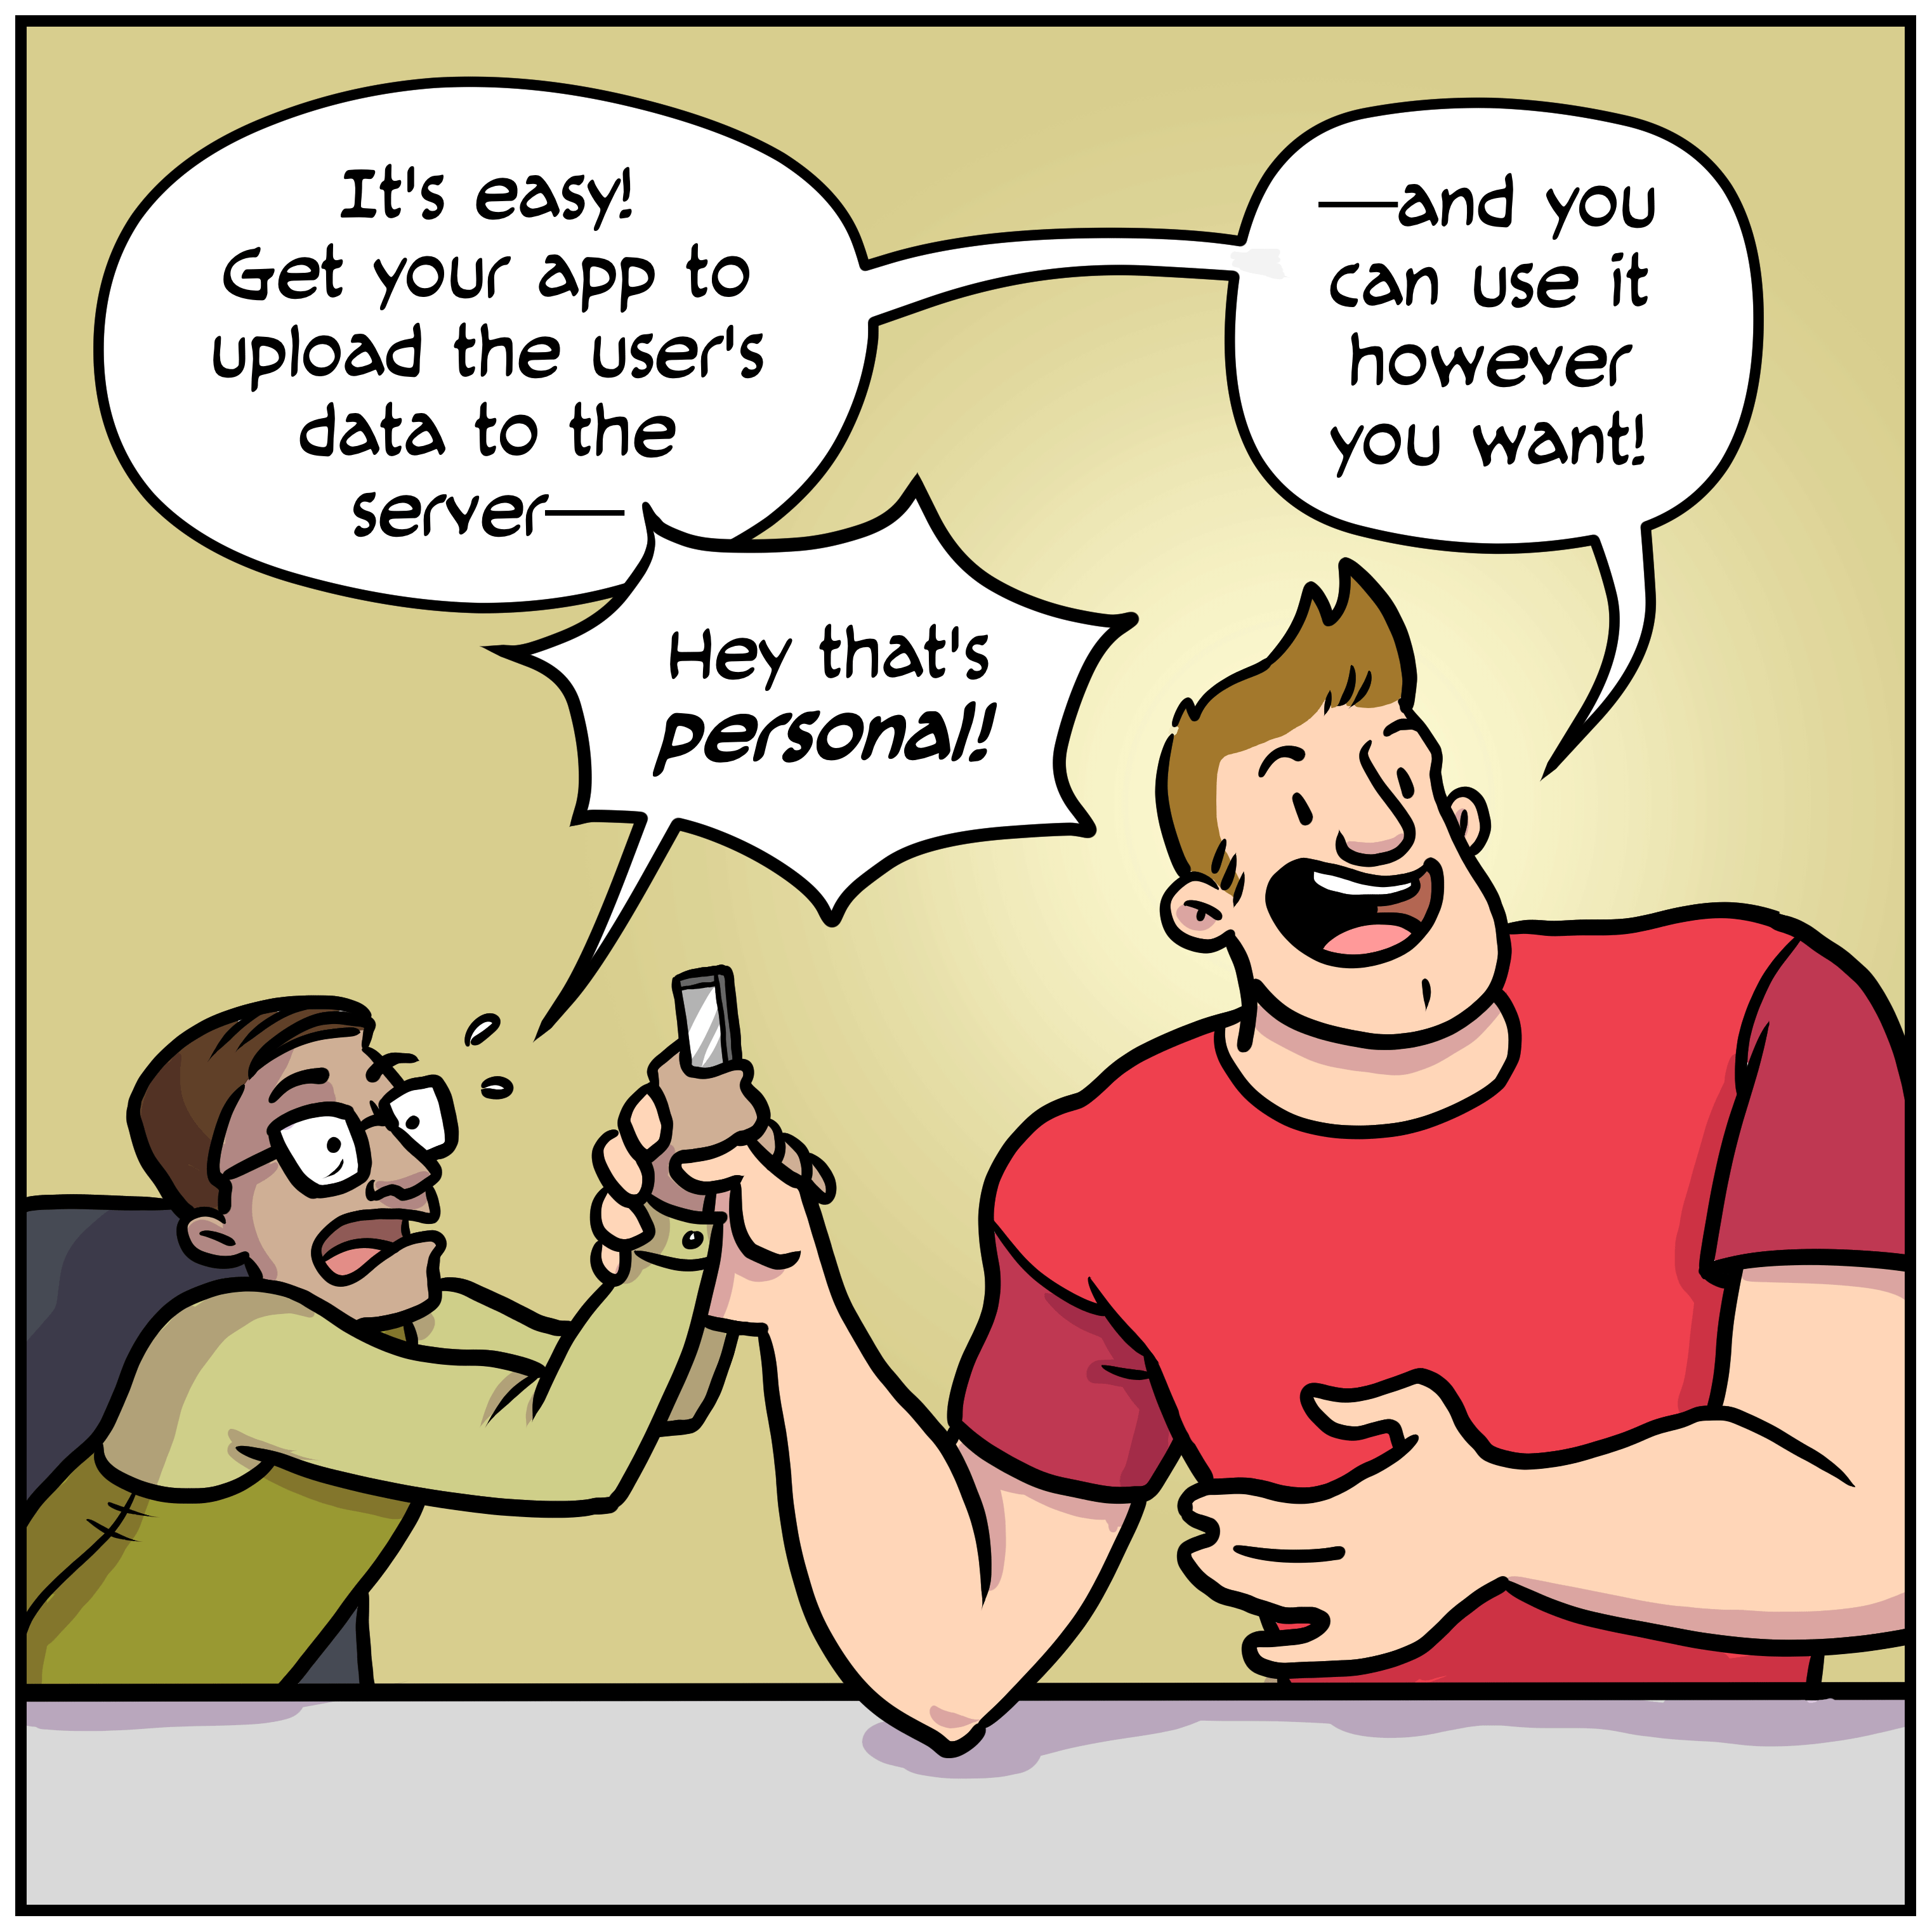 It's easy!
Get your app to
upload the user's
data to the
server——
——and you
can use it
however
you want!
Hey that's
personal!